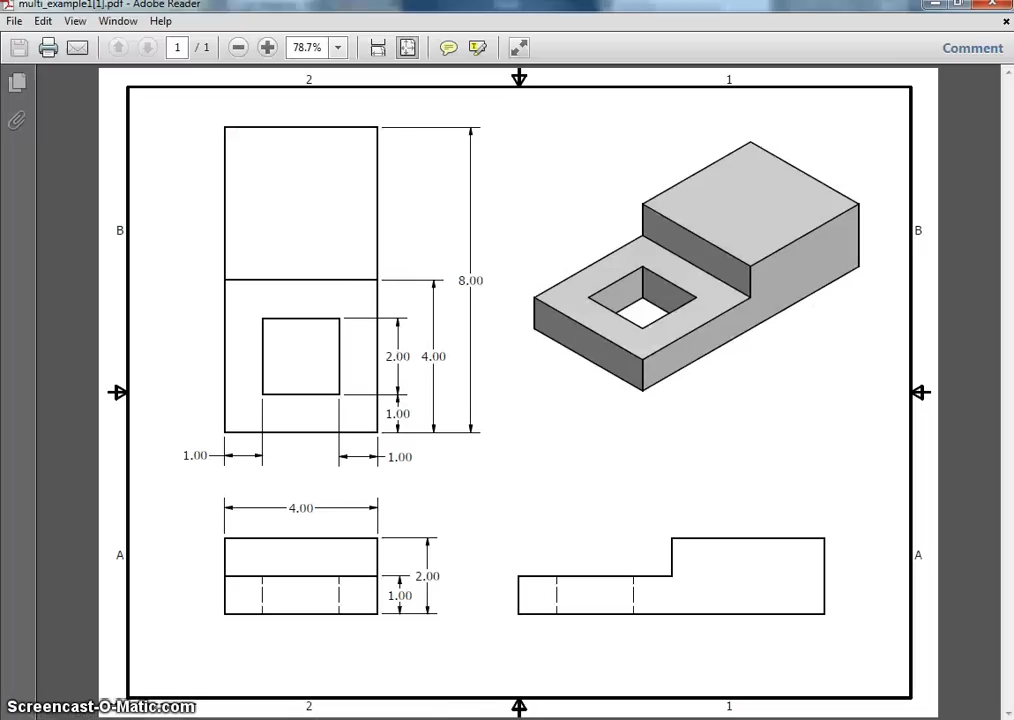 multi_example1[1].pdf - Adobe Reader
File Edit View Window Help
1 / 1 78.7% Comment
2 1
B B
8.00
2.00 4.00
1.00
1.00 1.00
4.00
A A
2.00
1.00
2 1
Screencast-O-Matic.com